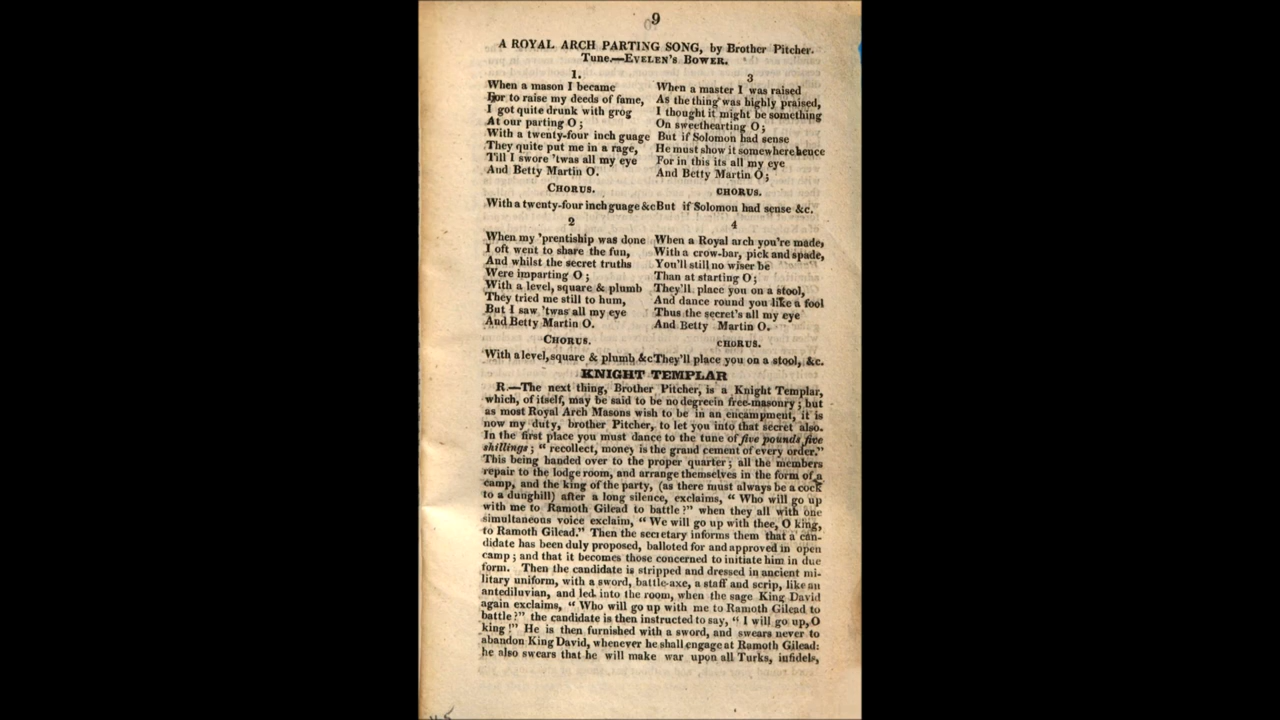 9
A ROYAL ARCH PARTING SONG, by Brother Pitcher.
Tune.—EVELEN'S BOWER.
1.
When a mason I became
For to raise my deeds of fame,
I got quite drunk with grog
At our parting O;
With a twenty-four inch guage
They quite put me in a rage,
Till I swore 'twas all my eye
And Betty Martin O.
CHORUS.
With a twenty-four inch guage &c
2
When my 'prentiship was done
I oft went to share the fun,
And whilst the secret truths
Were imparting O;
With a level, square & plumb
They tried me still to hum,
But I saw 'twas all my eye
And Betty Martin O.
CHORUS.
With a level, square & plumb &c
3
When a master I was raised
As the thing was highly praised,
I thought it might be something
On sweethearting O;
But if Solomon had sense
He must show it somewhere hence
For in this its all my eye
And Betty Martin O;
CHORUS.
But if Solomon had sense &c.
4
When a Royal arch you're made,
With a crow-bar, pick and spade,
You'll still no wiser be
Than at starting O;
They'll place you on a stool,
And dance round you like a fool
Thus the secret's all my eye
And Betty Martin O.
CHORUS.
They'll place you on a stool, &c.
KNIGHT TEMPLAR
R.—The next thing, Brother Pitcher, is a Knight Templar,
which, of itself, may be said to be no degreein free-masonry; but
as most Royal Arch Masons wish to be in an encampment, it is
now my duty, brother Pitcher, to let you into that secret also.
In the first place you must dance to the tune of five pounds five
shillings; " recollect, money is the grand cement of every order."
This being handed over to the proper quarter; all the members
repair to the lodge room, and arrange themselves in the form of a
camp, and the king of the party, (as there must always be a cock
to a dunghill) after a long silence, exclaims, " Who will go up
with me to Ramoth Gilead to battle?" when they all with one
simultaneous voice exclaim, " We will go up with thee, O king,
to Ramoth Gilead." Then the secretary informs them that a can-
didate has been duly proposed, balloted for and approved in open
camp; and that it becomes those concerned to initiate him in due
form. Then the candidate is stripped and dressed in ancient mi-
litary uniform, with a sword, battle-axe, a staff and scrip, like an
antediluvian, and led into the room, when the sage King David
again exclaims, " Who will go up with me to Ramoth Gilead to
battle?" the candidate is then instructed to say, " I will go up, O
king!" He is then furnished with a sword, and swears never to
abandon King David, whenever he shall engage at Ramoth Gilead:
he also swears that he will make war upon all Turks, infidels,